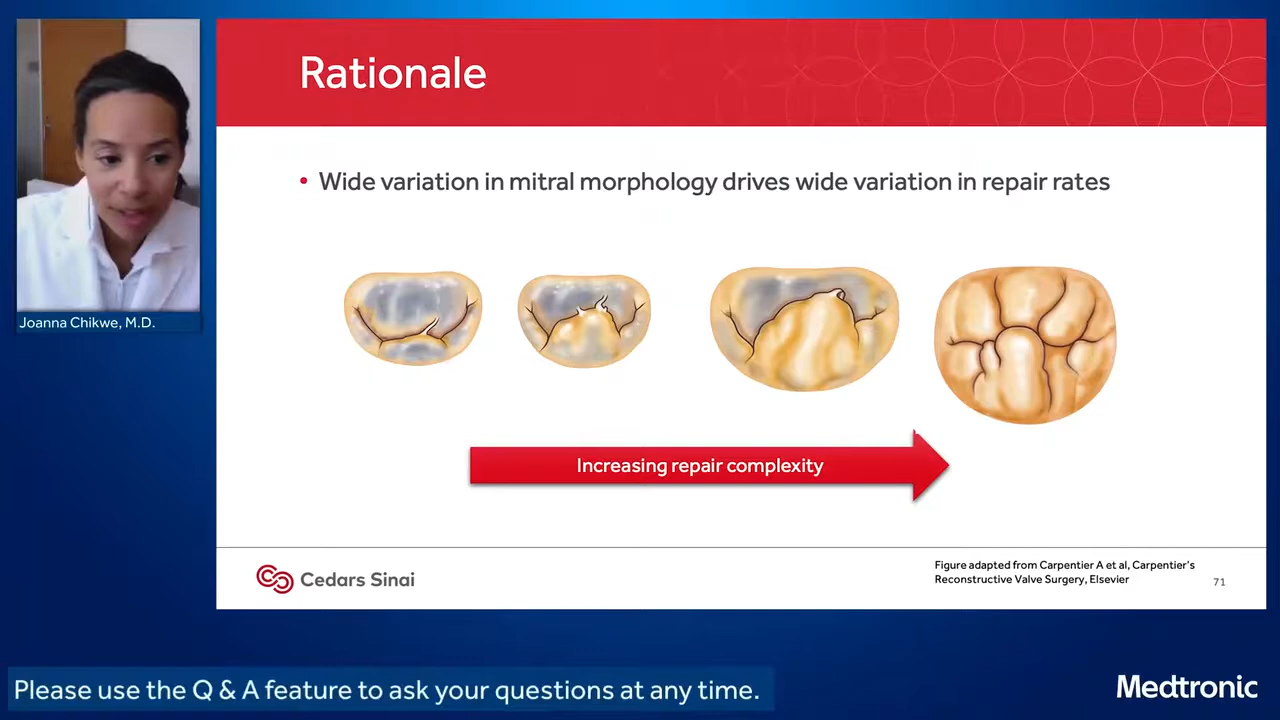 Rationale
• Wide variation in mitral morphology drives wide variation in repair rates
Joanna Chikwe, M.D.
Increasing repair complexity
Cedars Sinai
Figure adapted from Carpentier A et al, Carpentier's
Reconstructive Valve Surgery, Elsevier
71
Please use the Q & A feature to ask your questions at any time.
Medtronic